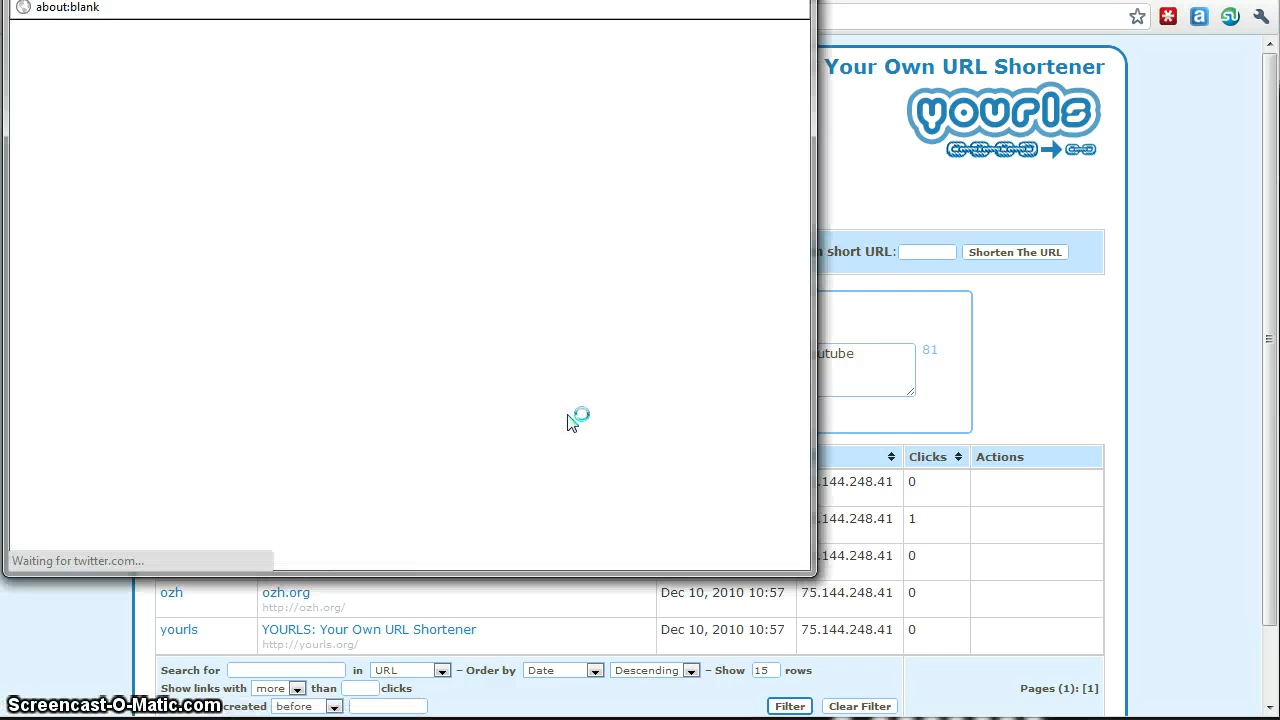 about:blank
Your Own URL Shortener
yourls
short URL:
Shorten The URL
utube
81
Clicks
Actions
.144.248.41
0
.144.248.41
1
.144.248.41
0
ozh
ozh.org
http://ozh.org/
Dec 10, 2010 10:57
75.144.248.41
0
yourls
YOURLS: Your Own URL Shortener
http://yourls.org/
Dec 10, 2010 10:57
75.144.248.41
0
Waiting for twitter.com...
Search for
in
URL
– Order by
Date
Descending
– Show
15
rows
Show links with
more
than
clicks
Pages (1): [1]
created
before
Filter
Clear Filter
Screencast-O-Matic.com